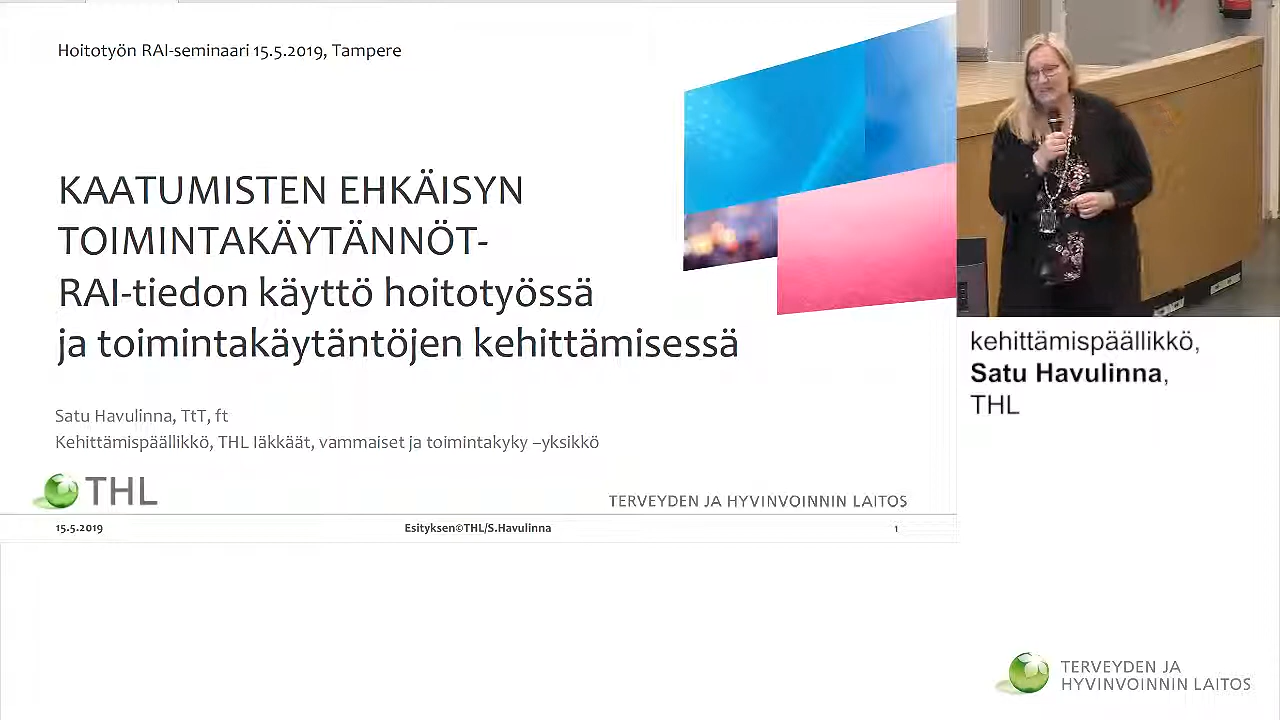 Hoitotyön RAI-seminaari 15.5.2019, Tampere
KAATUMISTEN EHKÄISYN
TOIMINTAKÄYTÄNNÖT-
RAI-tiedon käyttö hoitotyössä
ja toimintakäytäntöjen kehittämisessä
Satu Havulinna, TtT, ft
Kehittämispäällikkö, THL Iäkkäät, vammaiset ja toimintakyky –yksikkö
THL
TERVEYDEN JA HYVINVOINNIN LAITOS
15.5.2019
Esityksen©THL/S.Havulinna
1
kehittämispäällikkö,
Satu Havulinna,
THL
TERVEYDEN JA
HYVINVOINNIN LAITOS